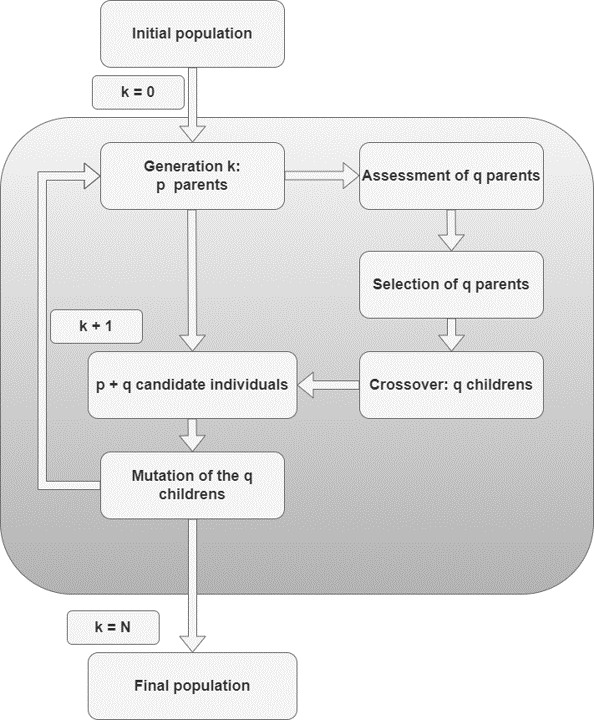 Initial population
k = 0
Generation k:
p parents
Assessment of q parents
Selection of q parents
k + 1
p + q candidate individuals
Crossover: q childrens
Mutation of the q
childrens
k = N
Final population